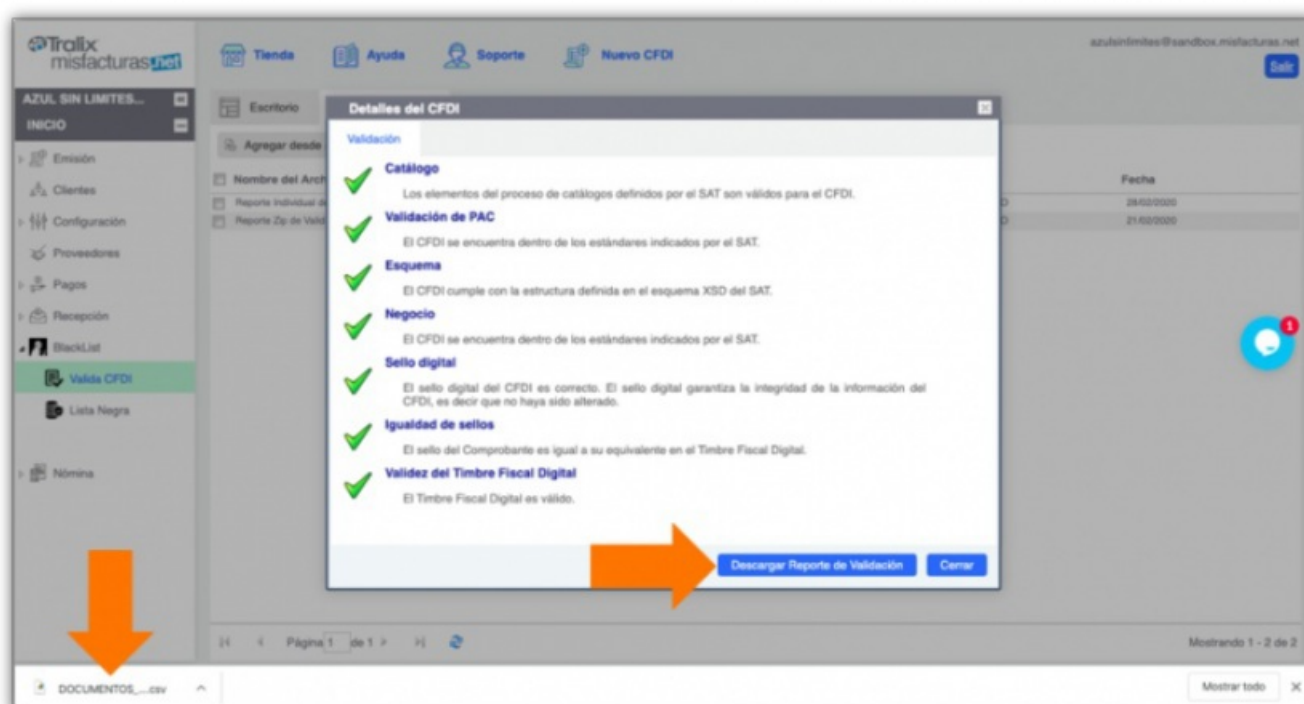 Tralix
misfacturas.net
Tienda
Ayuda
Soporte
Nuevo CFDI
azulsinlimites@sandbox.misfacturas.net
Salir
AZUL SIN LIMITES...
INICIO
Emisión
Clientes
Configuración
Proveedores
Pagos
Recepción
BlackList
Valida CFDI
Lista Negra
Nómina
Escritorio
Agregar desde
Nombre del Arch
Fecha
Reporte Individual de
28/02/2020
Reporte Zip de Valid
21/02/2020
Detalles del CFDI
Validación
Catálogo
Los elementos del proceso de catálogos definidos por el SAT son válidos para el CFDI.
Validación de PAC
El CFDI se encuentra dentro de los estándares indicados por el SAT.
Esquema
El CFDI cumple con la estructura definida en el esquema XSD del SAT.
Negocio
El CFDI se encuentra dentro de los estándares indicados por el SAT.
Sello digital
El sello digital del CFDI es correcto. El sello digital garantiza la integridad de la información del
CFDI, es decir que no haya sido alterado.
Igualdad de sellos
El sello del Comprobante es igual a su equivalente en el Timbre Fiscal Digital.
Validez del Timbre Fiscal Digital
El Timbre Fiscal Digital es válido.
Descargar Reporte de Validación
Cerrar
1
Página 1 de 1
Mostrando 1 - 2 de 2
DOCUMENTOS_....csv
Mostrar todo